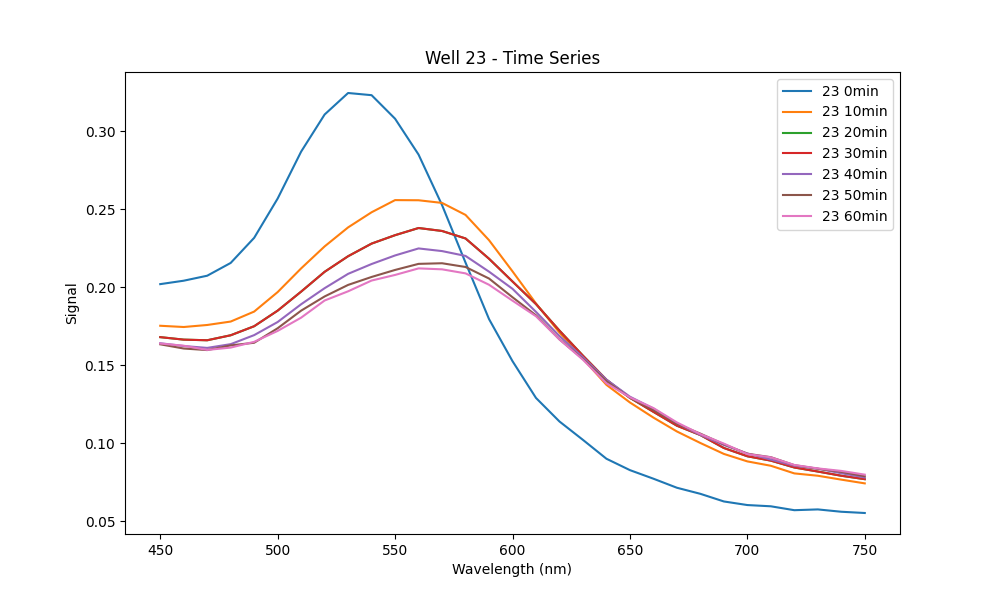 Well 23 - Time Series
23 0min
23 10min
23 20min
23 30min
23 40min
23 50min
23 60min
Signal
0.30
0.25
0.20
0.15
0.10
0.05
450 500 550 600 650 700 750
Wavelength (nm)